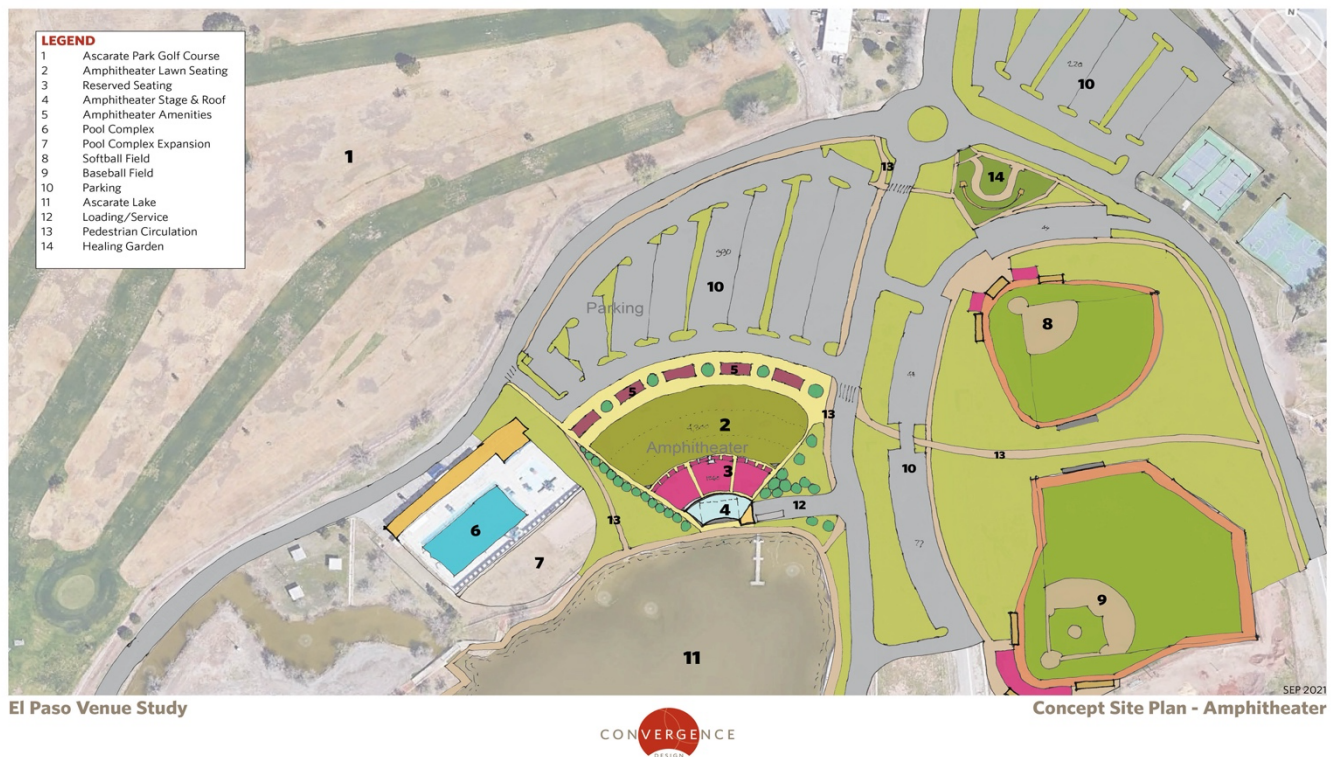 N
LEGEND
1 Ascarate Park Golf Course
2 Amphitheater Lawn Seating
3 Reserved Seating
4 Amphitheater Stage & Roof
5 Amphitheater Amenities
6 Pool Complex
7 Pool Complex Expansion
8 Softball Field
9 Baseball Field
10 Parking
11 Ascarate Lake
12 Loading/Service
13 Pedestrian Circulation
14 Healing Garden
10
1
13
14
10
Parking
8
5
5
2
13
Amphitheater
13
3
10
4
12
6
13
7
9
11
SEP 2021
El Paso Venue Study
Concept Site Plan - Amphitheater
CONVERGENCE
DESIGN